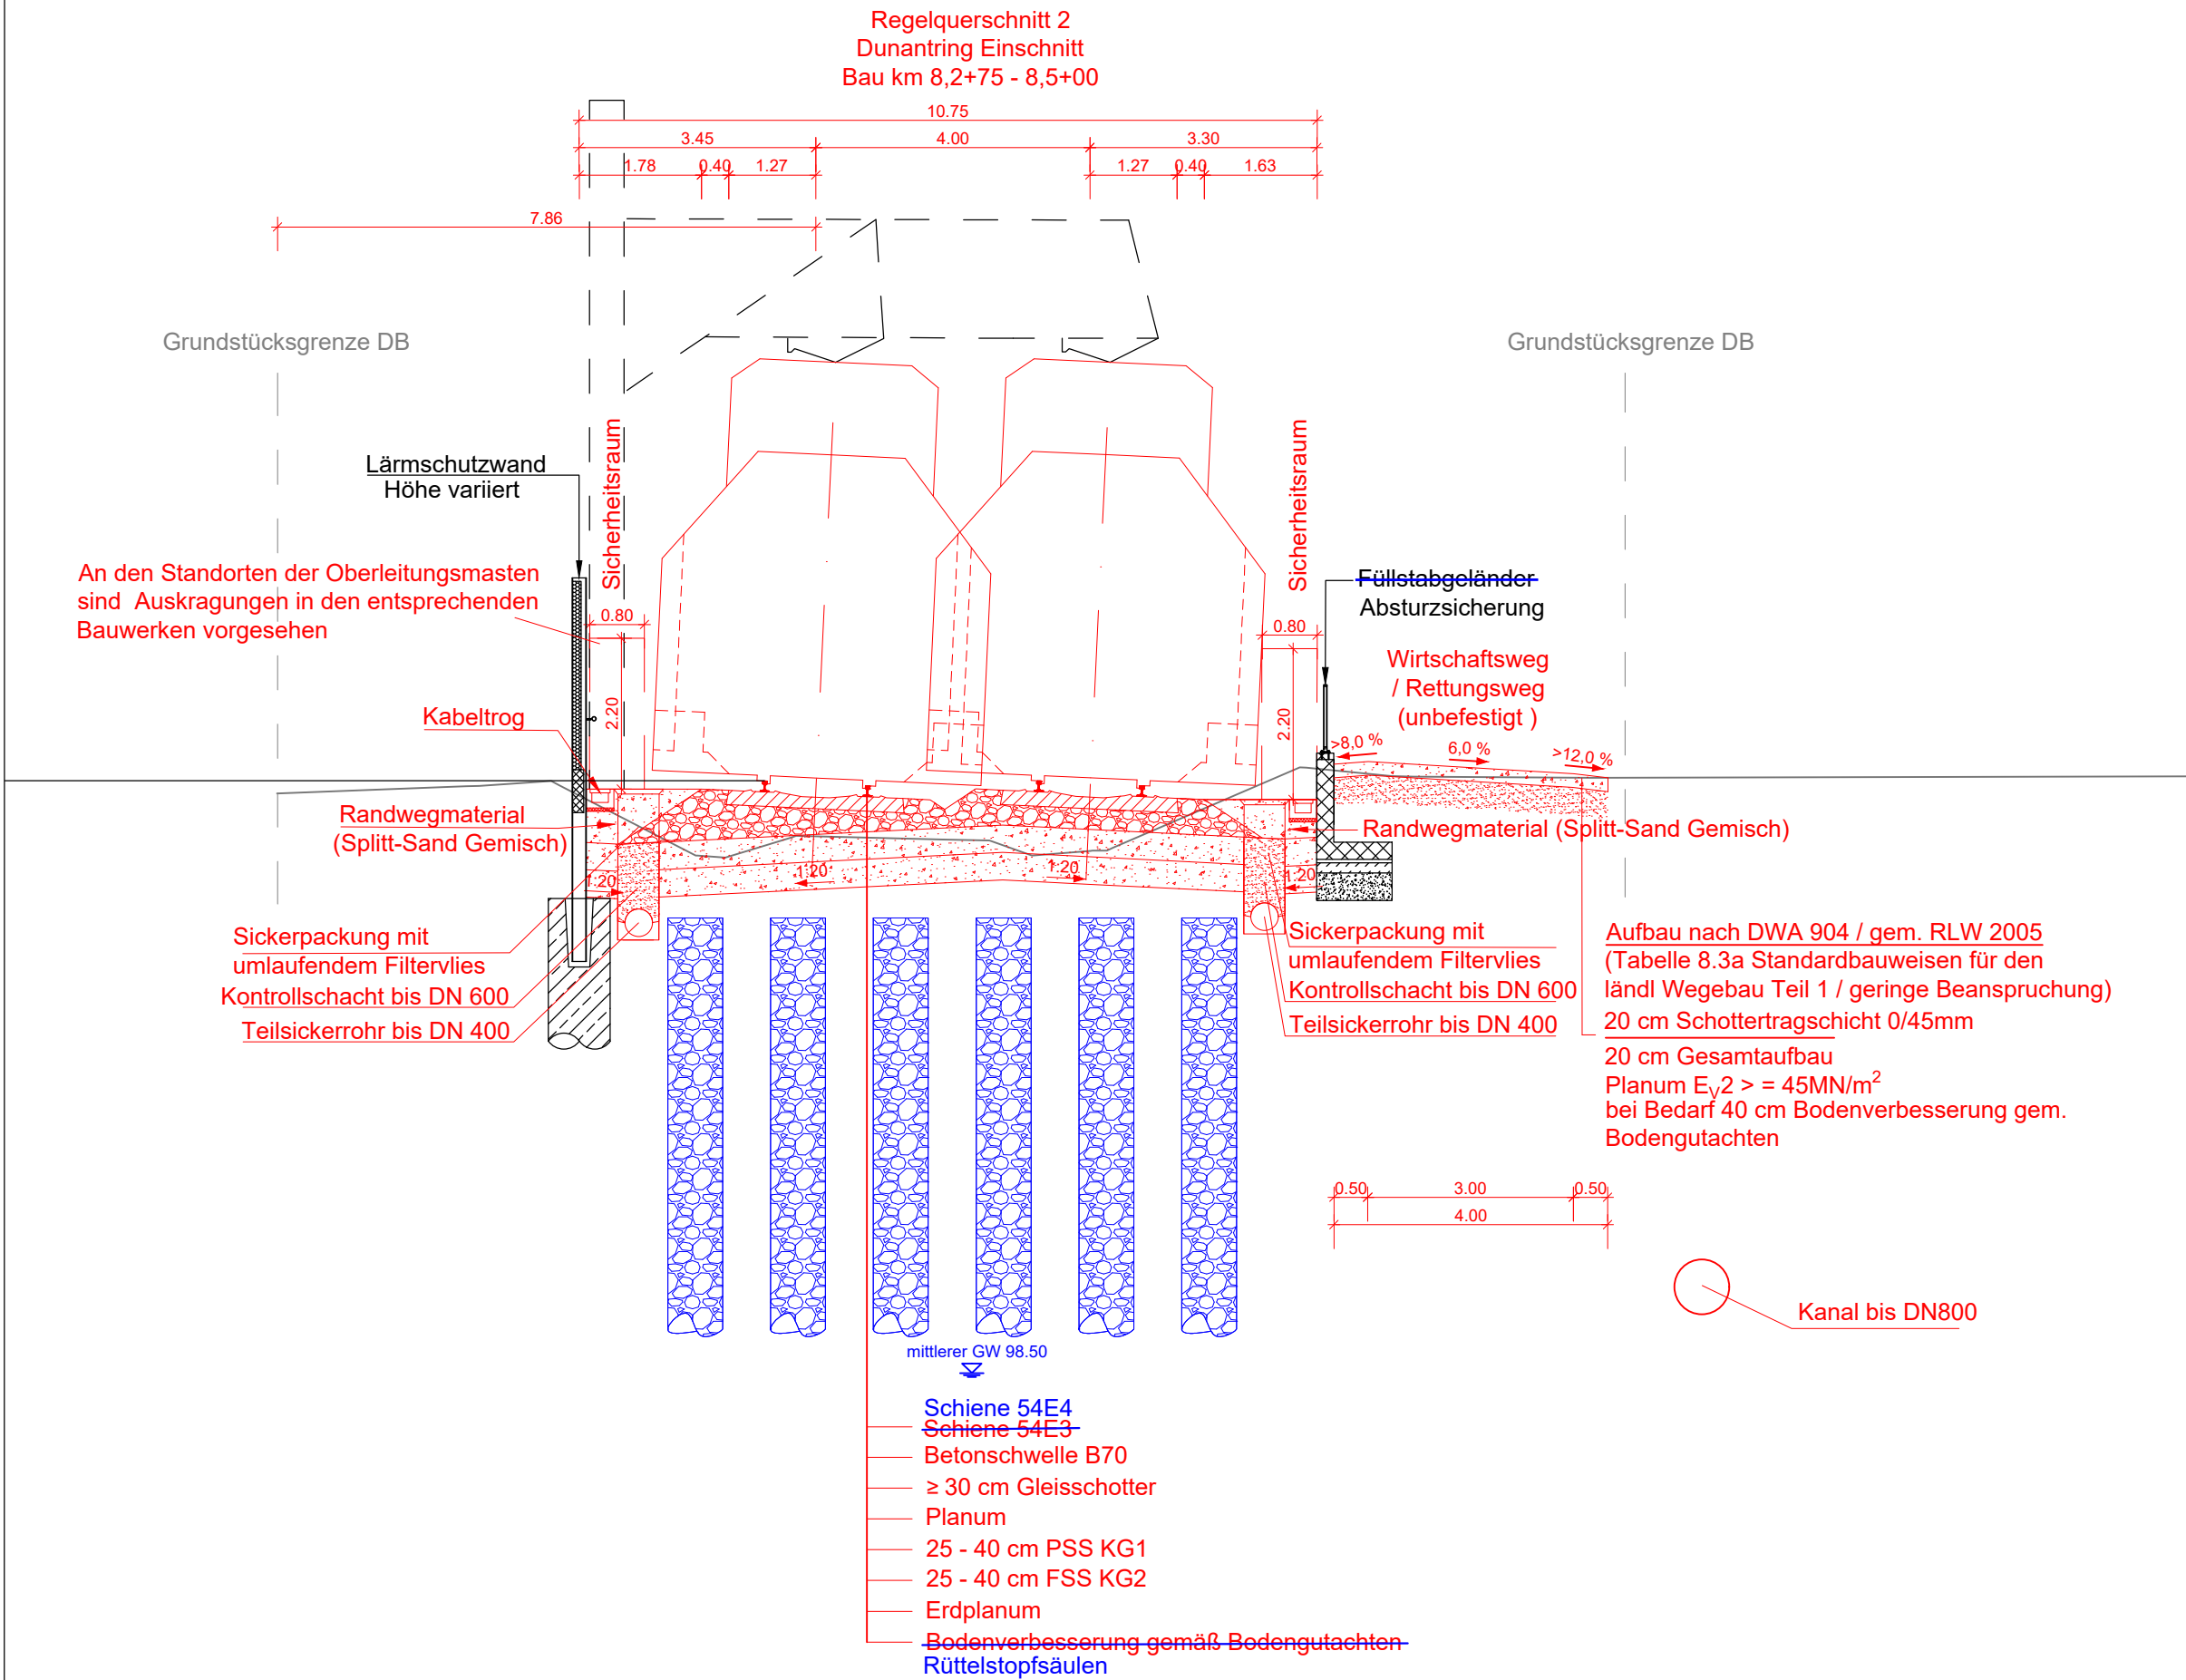 Regelquerschnitt 2
Dunantring Einschnitt
Bau km 8,2+75 - 8,5+00
10.75
3.45
4.00
3.30
1.78
0.40
1.27
1.27
0.40
1.63
7.86
Grundstücksgrenze DB
Grundstücksgrenze DB
Lärmschutzwand
Höhe variiert
Sicherheitsraum
Sicherheitsraum
An den Standorten der Oberleitungsmasten
sind Auskragungen in den entsprechenden
Bauwerken vorgesehen
0.80
2.20
0.80
2.20
Füllstabgeländer
Absturzsicherung
Wirtschaftsweg
/ Rettungsweg
(unbefestigt )
>8,0 %
6,0 %
>12,0 %
Kabeltrog
Randwegmaterial
(Splitt-Sand Gemisch)
Randwegmaterial (Splitt-Sand Gemisch)
1.20
1.20
1.20
1.20
Sickerpackung mit
umlaufendem Filtervlies
Kontrollschacht bis DN 600
Teilsickerrohr bis DN 400
Sickerpackung mit
umlaufendem Filtervlies
Kontrollschacht bis DN 600
Teilsickerrohr bis DN 400
Aufbau nach DWA 904 / gem. RLW 2005
(Tabelle 8.3a Standardbauweisen für den
ländl Wegebau Teil 1 / geringe Beanspruchung)
20 cm Schottertragschicht 0/45mm
20 cm Gesamtaufbau
Planum EV2 > = 45MN/m²
bei Bedarf 40 cm Bodenverbesserung gem.
Bodengutachten
0.50
3.00
0.50
4.00
Kanal bis DN800
mittlerer GW 98.50
Schiene 54E4
Schiene 54E3
Betonschwelle B70
≥ 30 cm Gleisschotter
Planum
25 - 40 cm PSS KG1
25 - 40 cm FSS KG2
Erdplanum
Bodenverbesserung gemäß Bodengutachten
Rüttelstopfsäulen